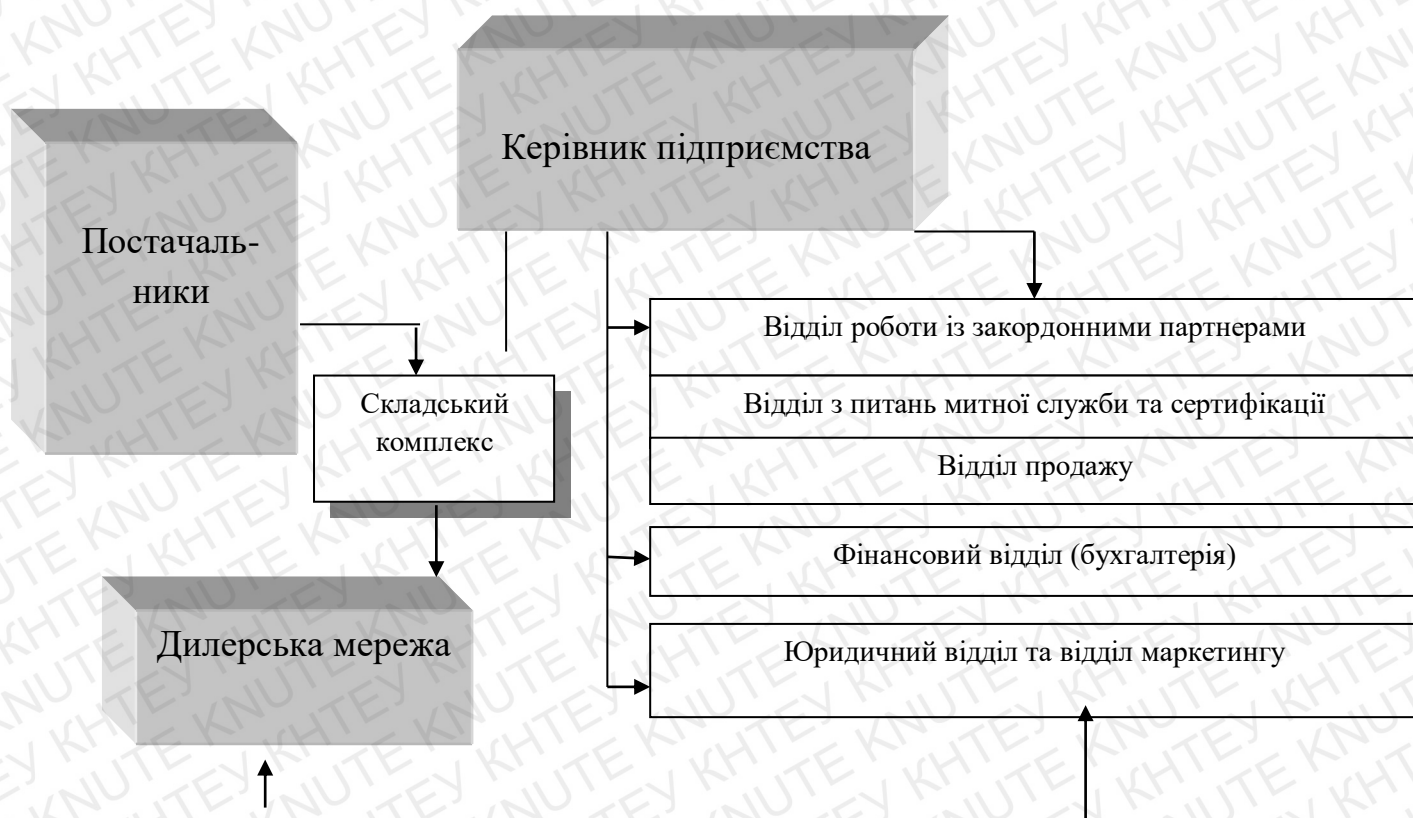 Керівник підприємства
Постачаль-
ники
Відділ роботи із закордонними партнерами
Складський
комплекс
Відділ з питань митної служби та сертифікації
Відділ продажу
Фінансовий відділ (бухгалтерія)
Дилерська мережа
Юридичний відділ та відділ маркетингу